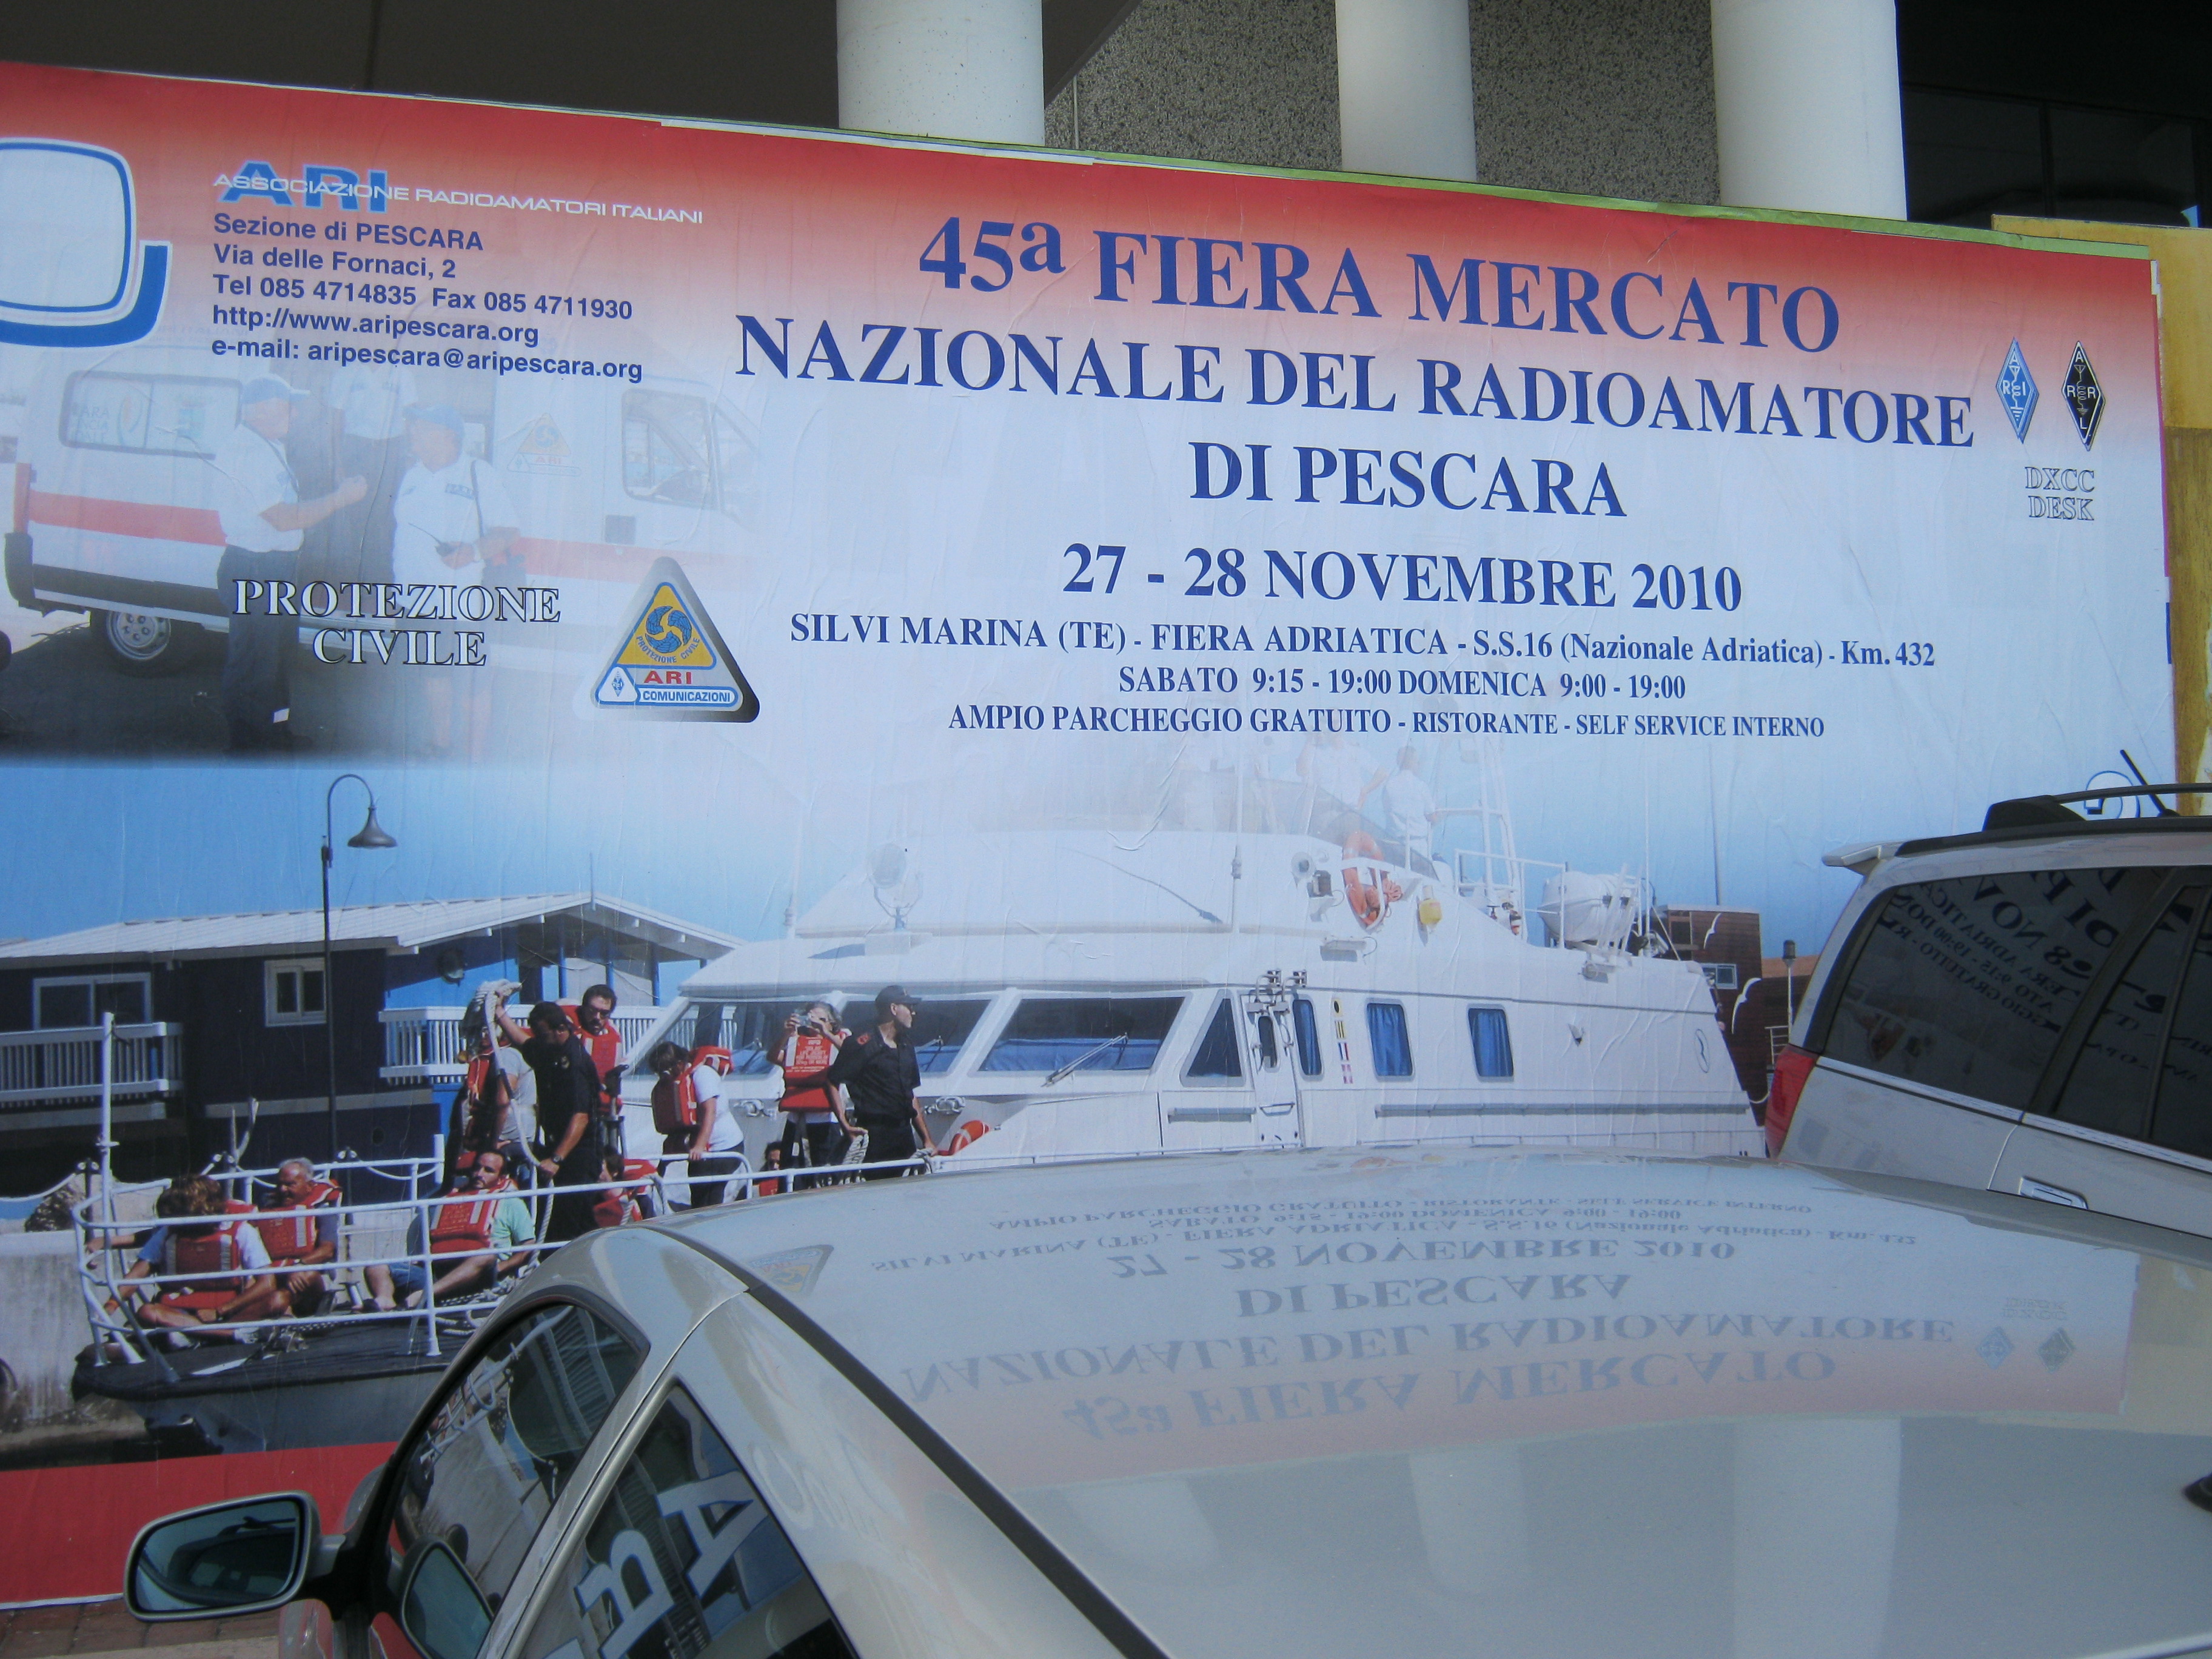 ARI
ASSOCIAZIONE RADIOAMATORI ITALIANI
Sezione di PESCARA
Via delle Fornaci, 2
Tel 085 4714835 Fax 085 4711930
http://www.aripescara.org
e-mail: aripescara@aripescara.org
45a FIERA MERCATO
NAZIONALE DEL RADIOAMATORE
DI PESCARA
27 - 28 NOVEMBRE 2010
SILVI MARINA (TE) - FIERA ADRIATICA - S.S.16 (Nazionale Adriatica) - Km. 432
SABATO 9:15 - 19:00 DOMENICA 9:00 - 19:00
AMPIO PARCHEGGIO GRATUITO - RISTORANTE - SELF SERVICE INTERNO
A
R I
A
R R
L
DXCC
DESK
PROTEZIONE
CIVILE
PROTEZIONE CIVILE
ARI
COMUNICAZIONI